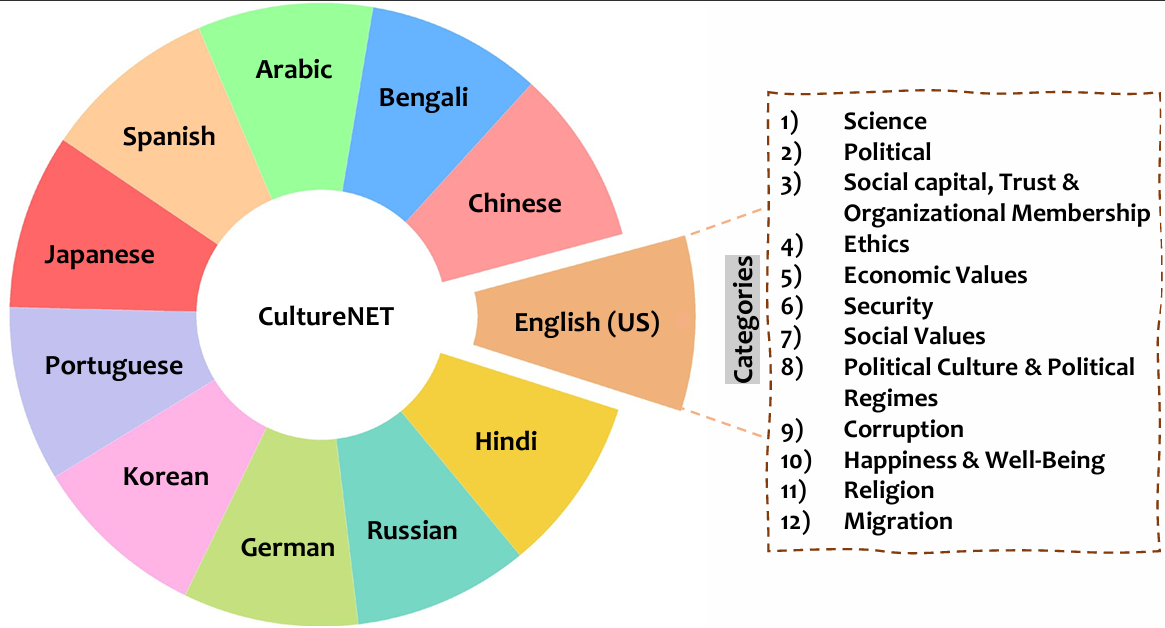 Arabic
Bengali
Spanish
Chinese
Japanese
CultureNET
English (US)
Portuguese
Hindi
Korean
Russian
German
Categories
1) Science
2) Political
3) Social capital, Trust &
Organizational Membership
4) Ethics
5) Economic Values
6) Security
7) Social Values
8) Political Culture & Political
Regimes
9) Corruption
10) Happiness & Well-Being
11) Religion
12) Migration